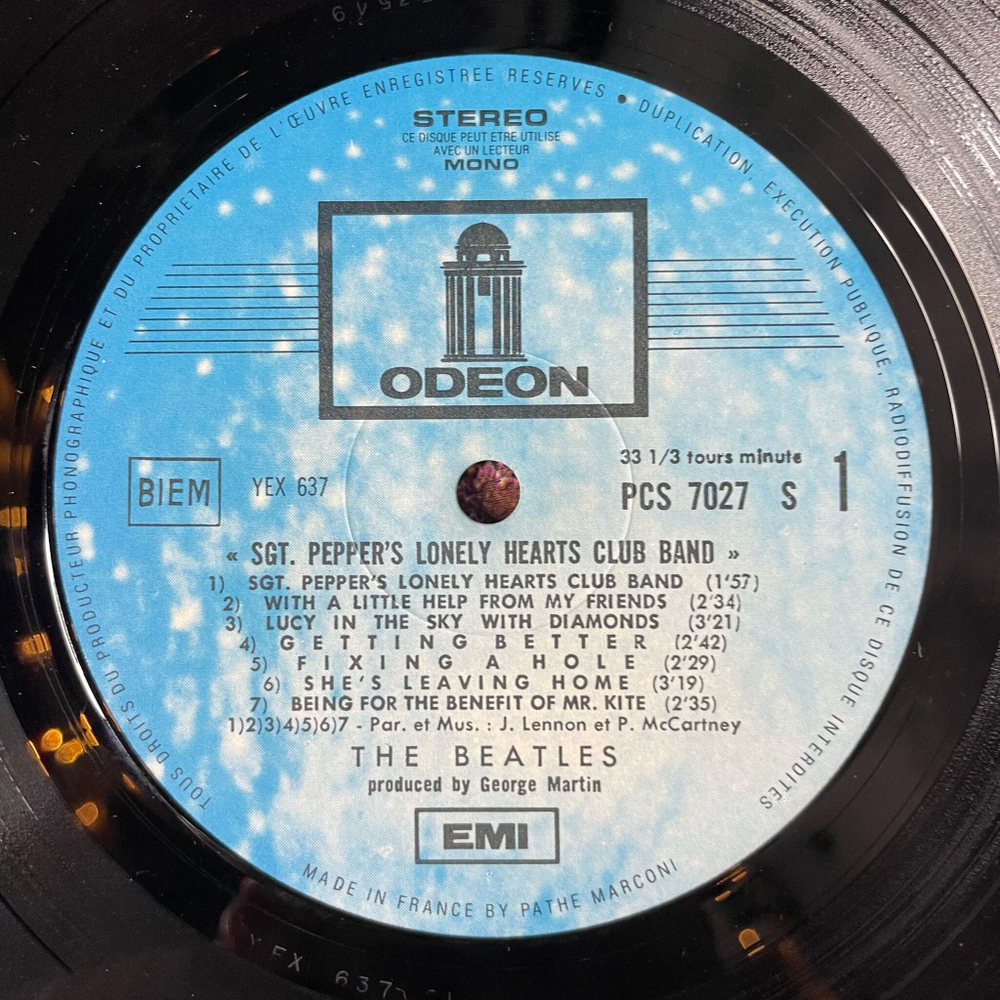 TOUS DROITS DU PRODUCTEUR PHONOGRAPHIQUE ET DU PROPRIETAIRE DE L'ŒUVRE ENREGISTREE RESERVES • DUPLICATION EXECUTION PUBLIQUE, RADIODIFFUSION DE CE DISQUE INTERDITES
STEREO
CE DISQUE PEUT ETRE UTILISE
AVEC UN LECTEUR
MONO
ODEON
33 1/3 tours minute
BIEM YEX 637 PCS 7027 S 1
« SGT. PEPPER'S LONELY HEARTS CLUB BAND »
1) SGT. PEPPER'S LONELY HEARTS CLUB BAND (1'57)
2) WITH A LITTLE HELP FROM MY FRIENDS (2'34)
3) LUCY IN THE SKY WITH DIAMONDS (3'21)
4) GETTING BETTER (2'42)
5) FIXING A HOLE (2'29)
6) SHE'S LEAVING HOME (3'19)
7) BEING FOR THE BENEFIT OF MR. KITE (2'35)
1)2)3)4)5)6)7 - Par. et Mus. : J. Lennon et P. McCartney
THE BEATLES
produced by George Martin
EMI
MADE IN FRANCE BY PATHE MARCONI
YEX 637